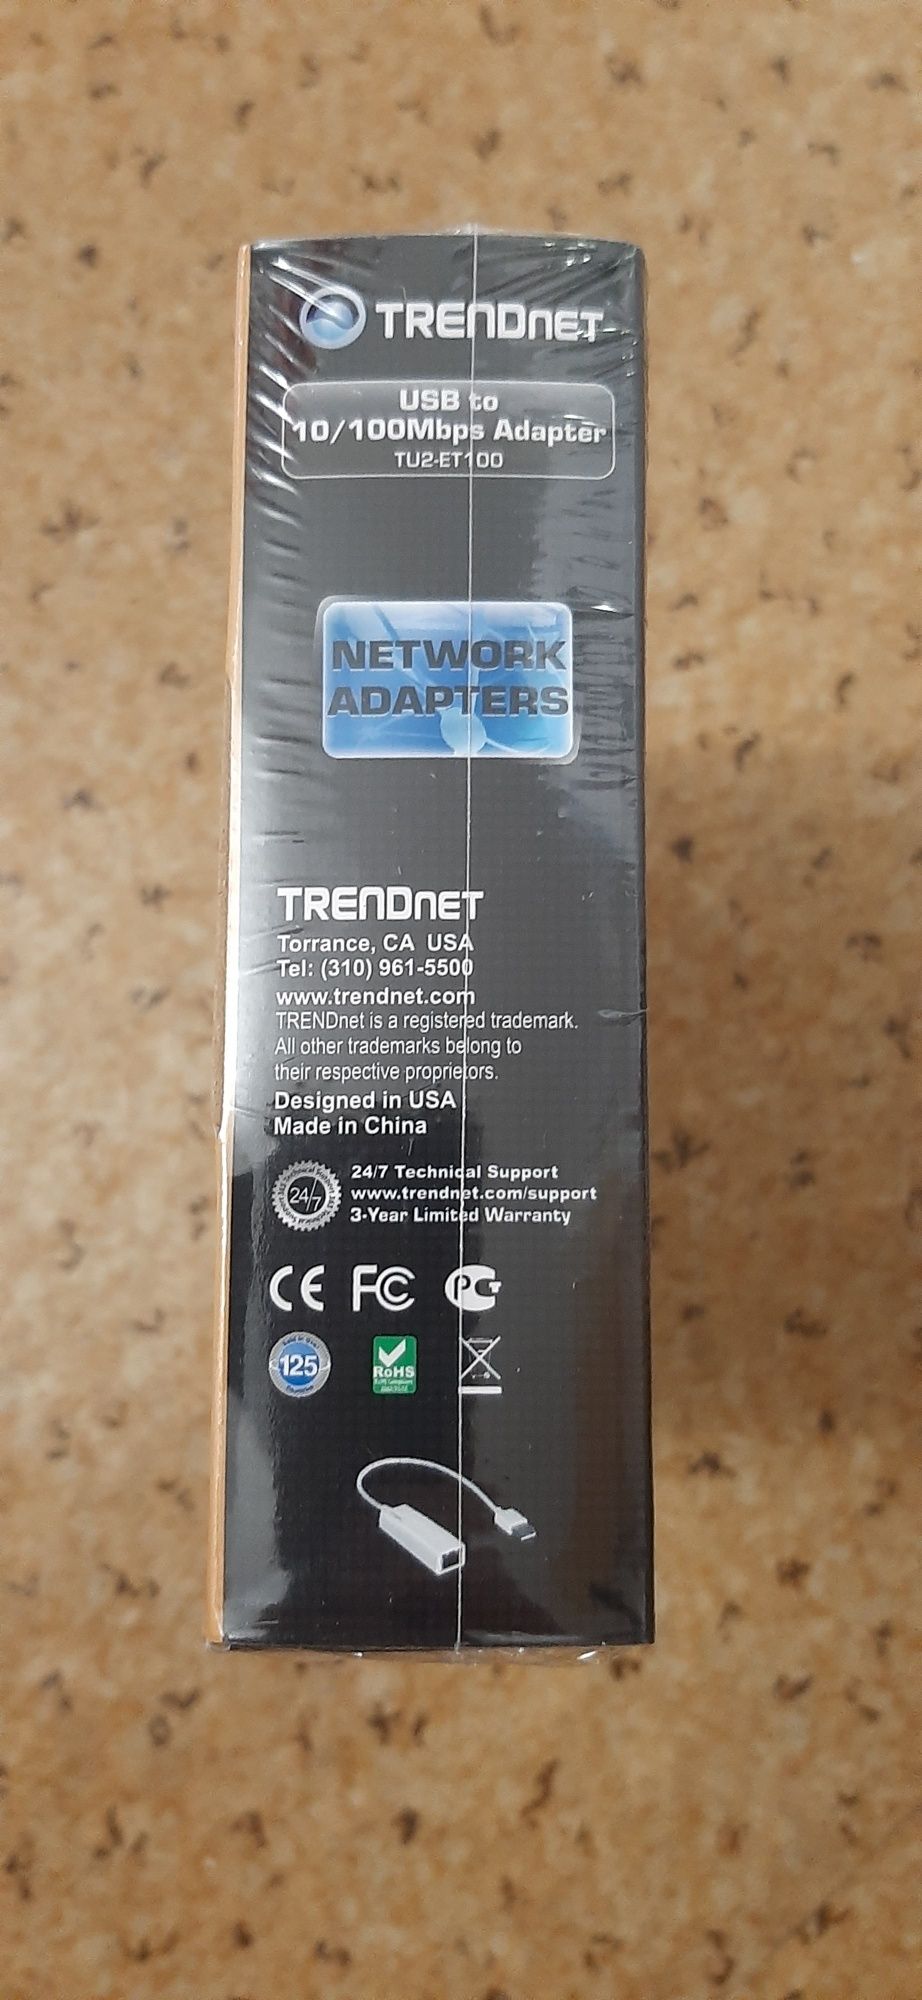 TRENDnet
USB to
10/100Mbps Adapter
TU2-ET100
NETWORK
ADAPTERS
TRENDnet
Torrance, CA USA
Tel: (310) 961-5500
www.trendnet.com
TRENDnet is a registered trademark.
All other trademarks belong to
their respective proprietors.
Designed in USA
Made in China
24/7
24/7 Technical Support
www.trendnet.com/support
3-Year Limited Warranty
CE FC PCT
125
RoHS